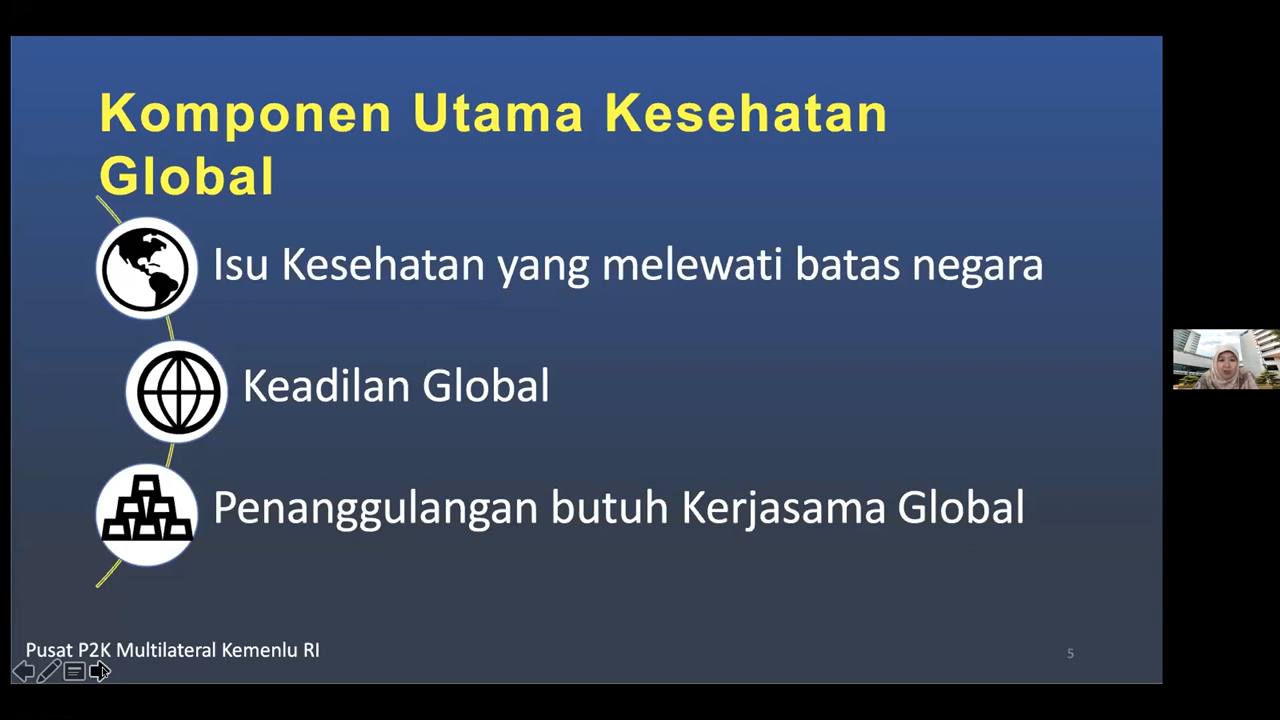 Komponen Utama Kesehatan
Global
Isu Kesehatan yang melewati batas negara
Keadilan Global
Penanggulangan butuh Kerjasama Global
Pusat P2K Multilateral Kemenlu RI
5